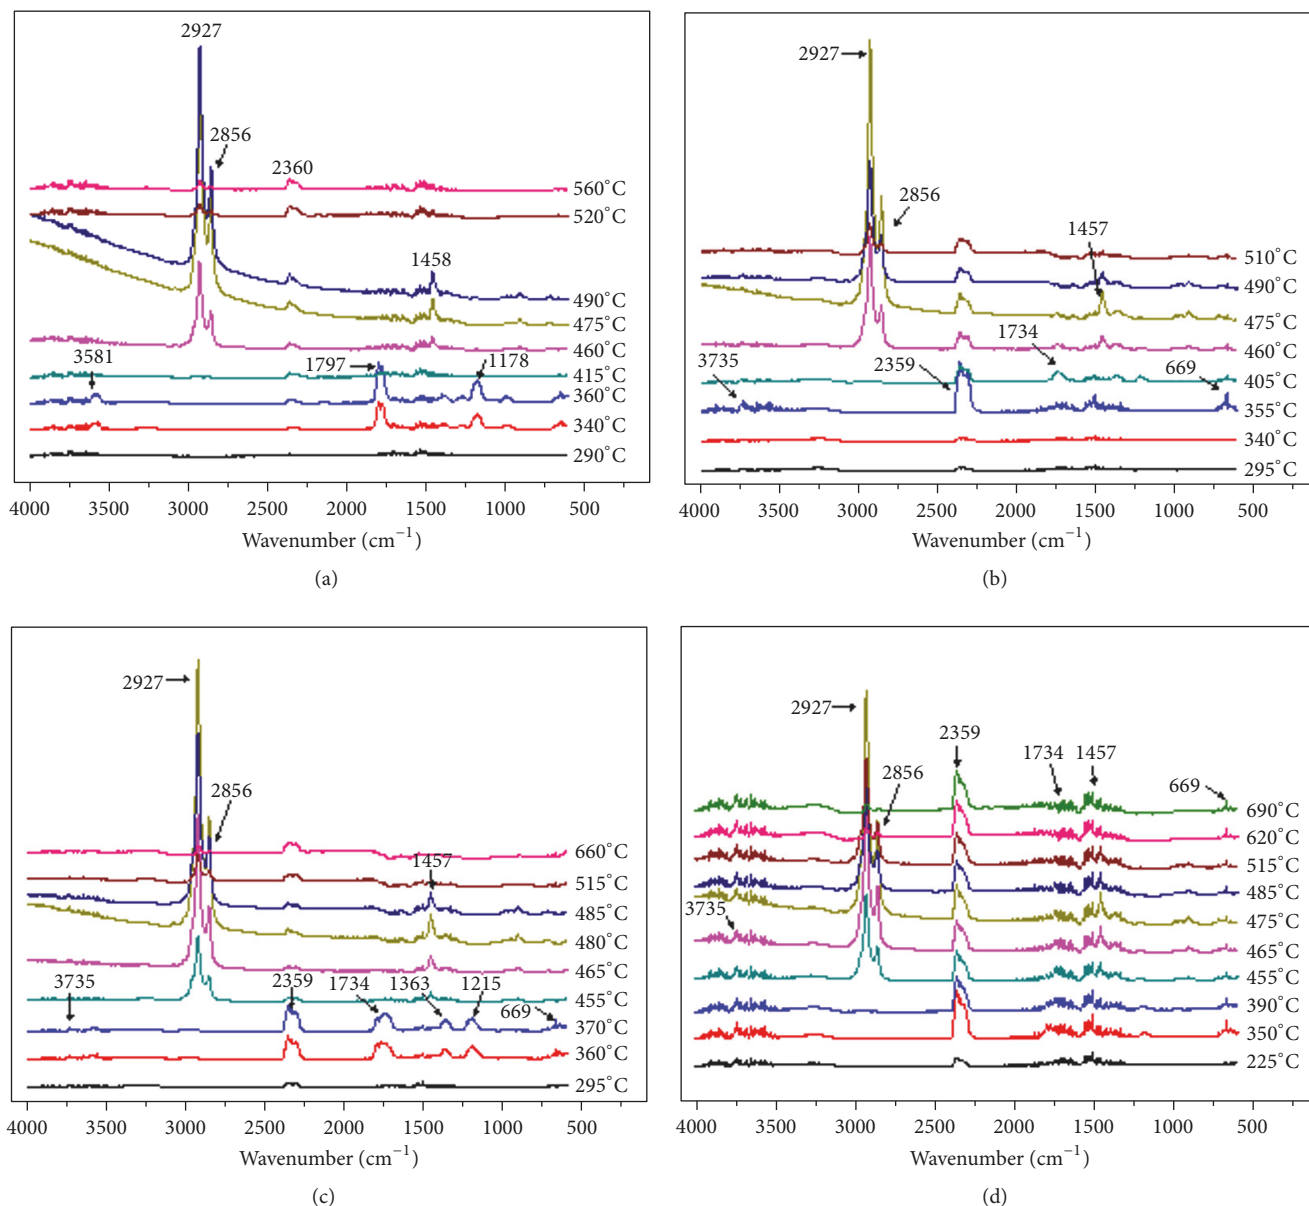 2927
2856
2360
560°C
520°C
1458
490°C
475°C
460°C
3581
1797
1178
415°C
360°C
340°C
290°C
4000 3500 3000 2500 2000 1500 1000 500
Wavenumber (cm−1)
(a)
2927
2856
1457
510°C
490°C
475°C
1734
460°C
3735
2359
669
405°C
355°C
340°C
295°C
4000 3500 3000 2500 2000 1500 1000 500
Wavenumber (cm−1)
(b)
2927
2856
660°C
1457
515°C
485°C
480°C
465°C
3735
2359
1734
1363
1215
455°C
669
370°C
360°C
295°C
4000 3500 3000 2500 2000 1500 1000 500
Wavenumber (cm−1)
(c)
2927
2359
2856
1734
1457
669
690°C
620°C
515°C
485°C
3735
475°C
465°C
455°C
390°C
350°C
225°C
4000 3500 3000 2500 2000 1500 1000 500
Wavenumber (cm−1)
(d)